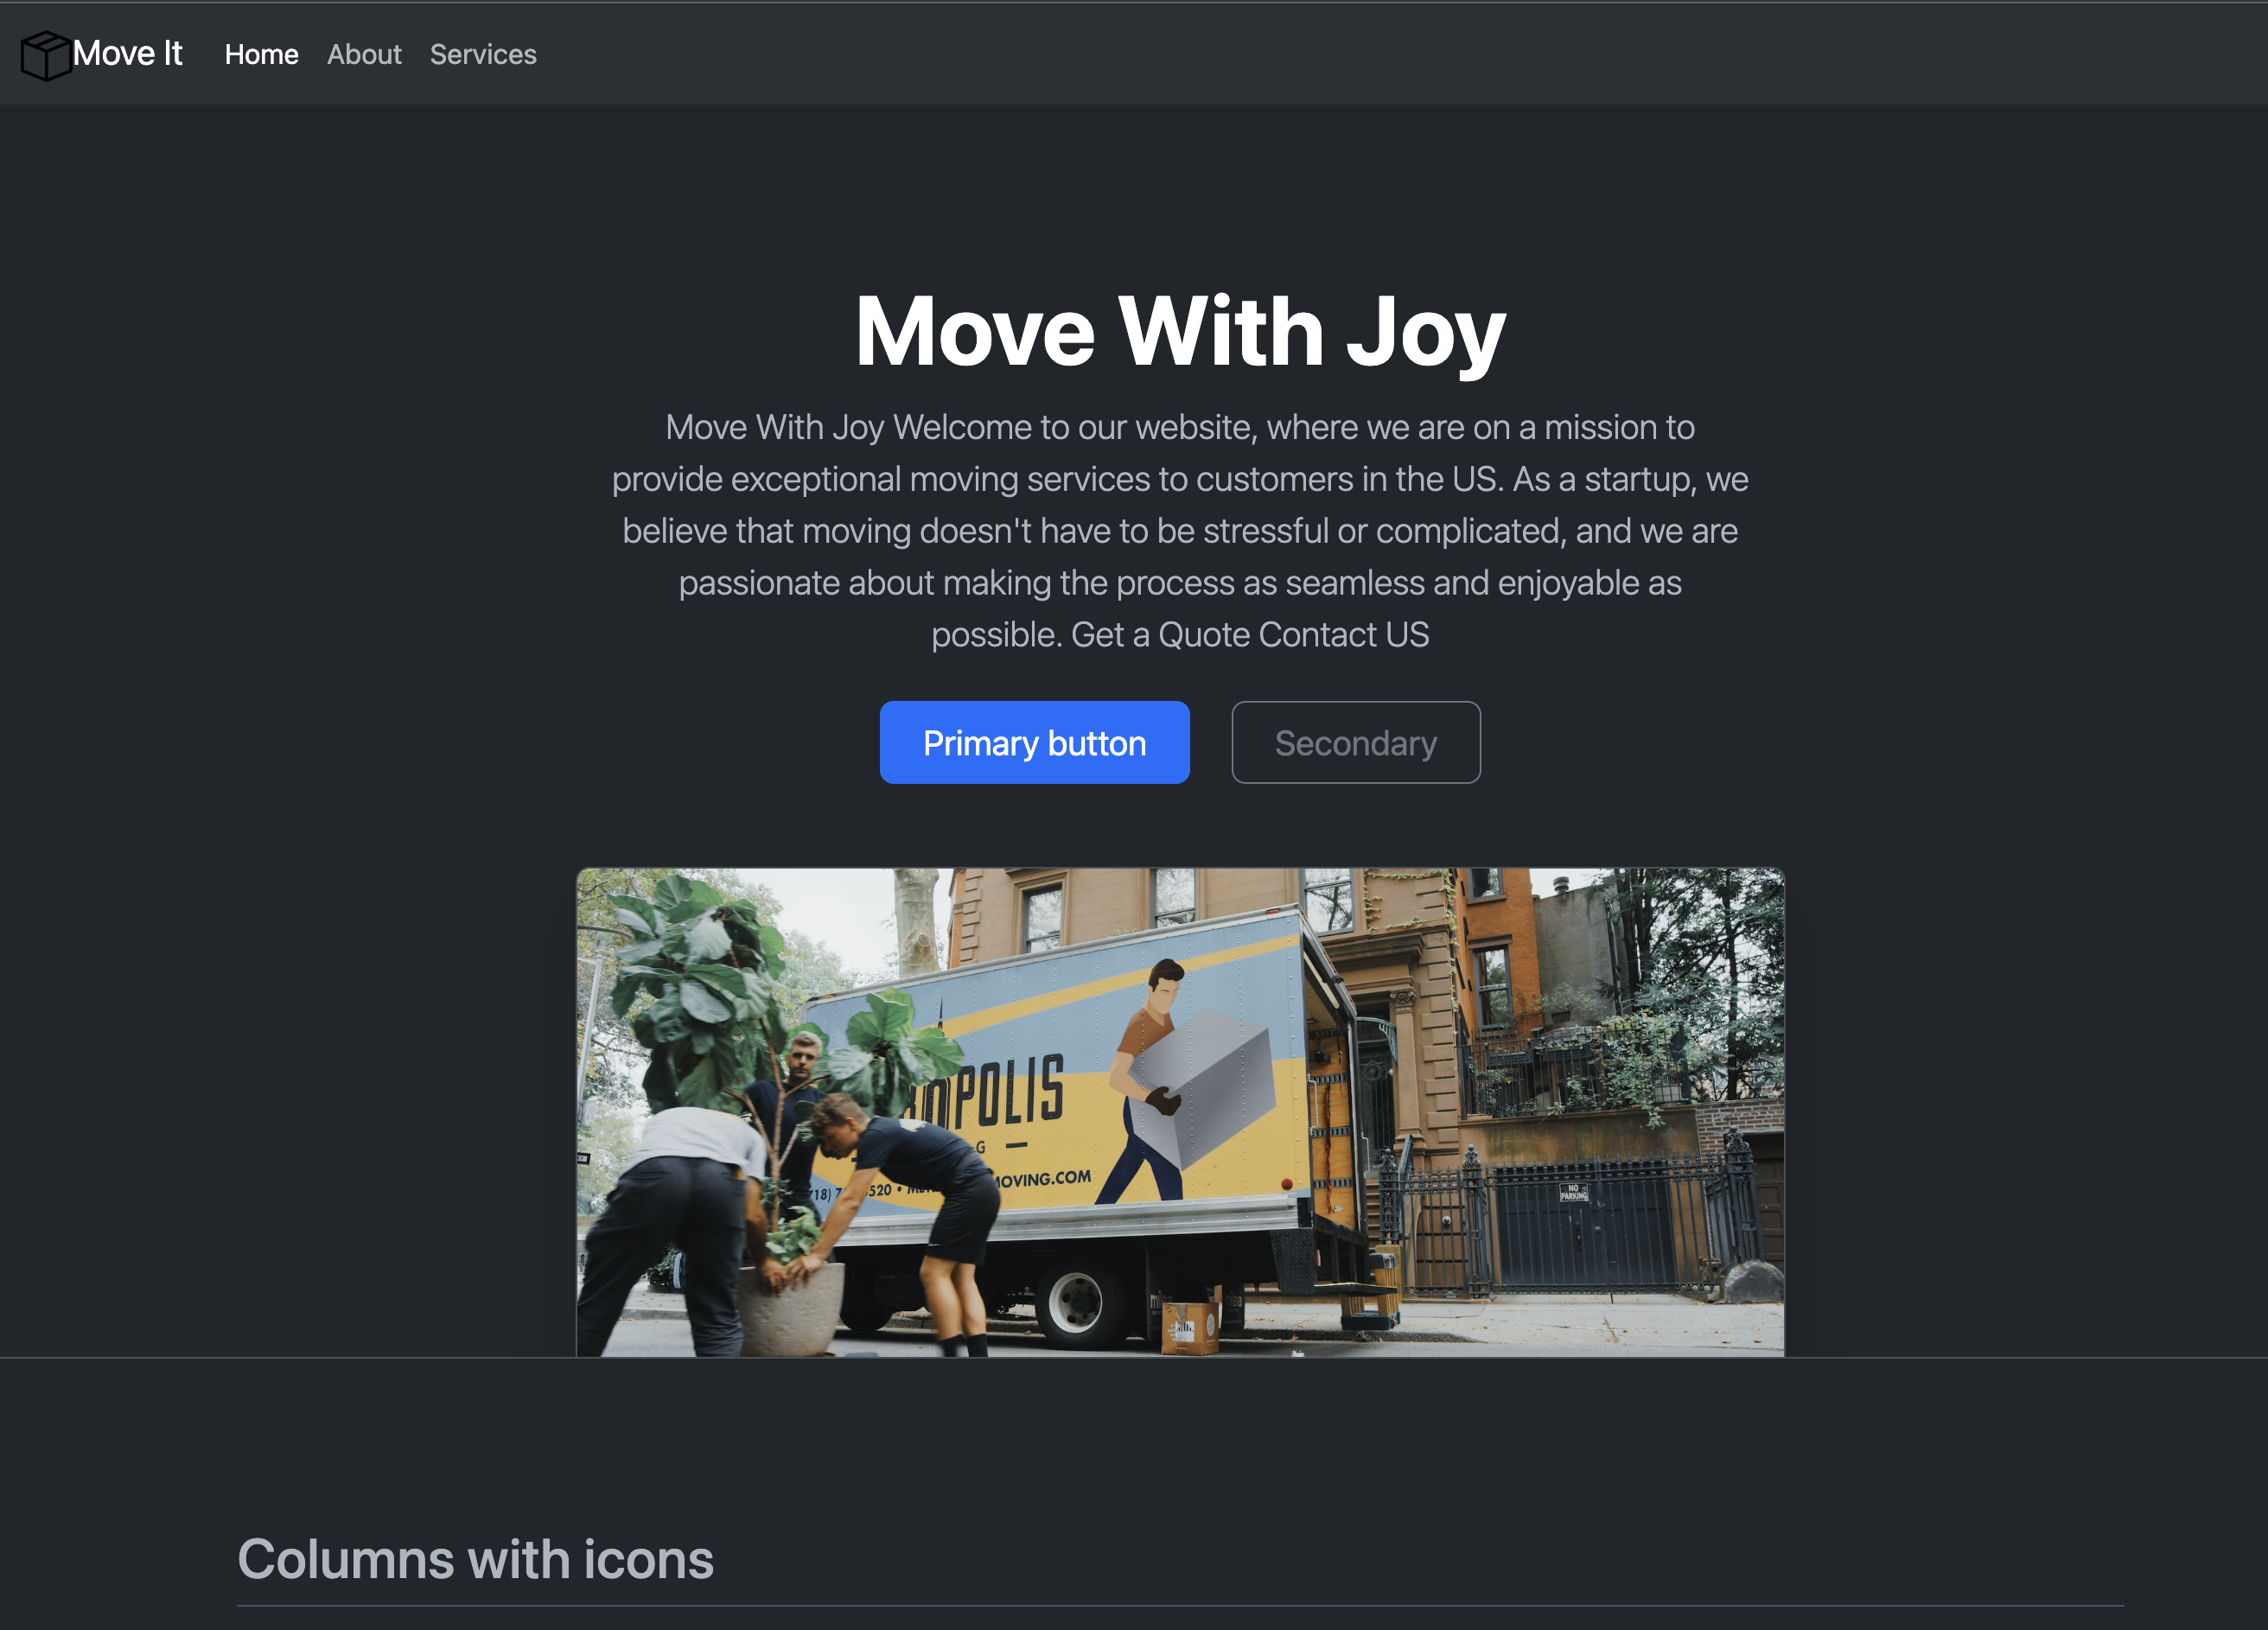 Move It Home About Services
Move With Joy
Move With Joy Welcome to our website, where we are on a mission to
provide exceptional moving services to customers in the US. As a startup, we
believe that moving doesn't have to be stressful or complicated, and we are
passionate about making the process as seamless and enjoyable as
possible. Get a Quote Contact US
Primary button Secondary
POLIS
G —
MOVING.COM
NO
PARKING
Columns with icons